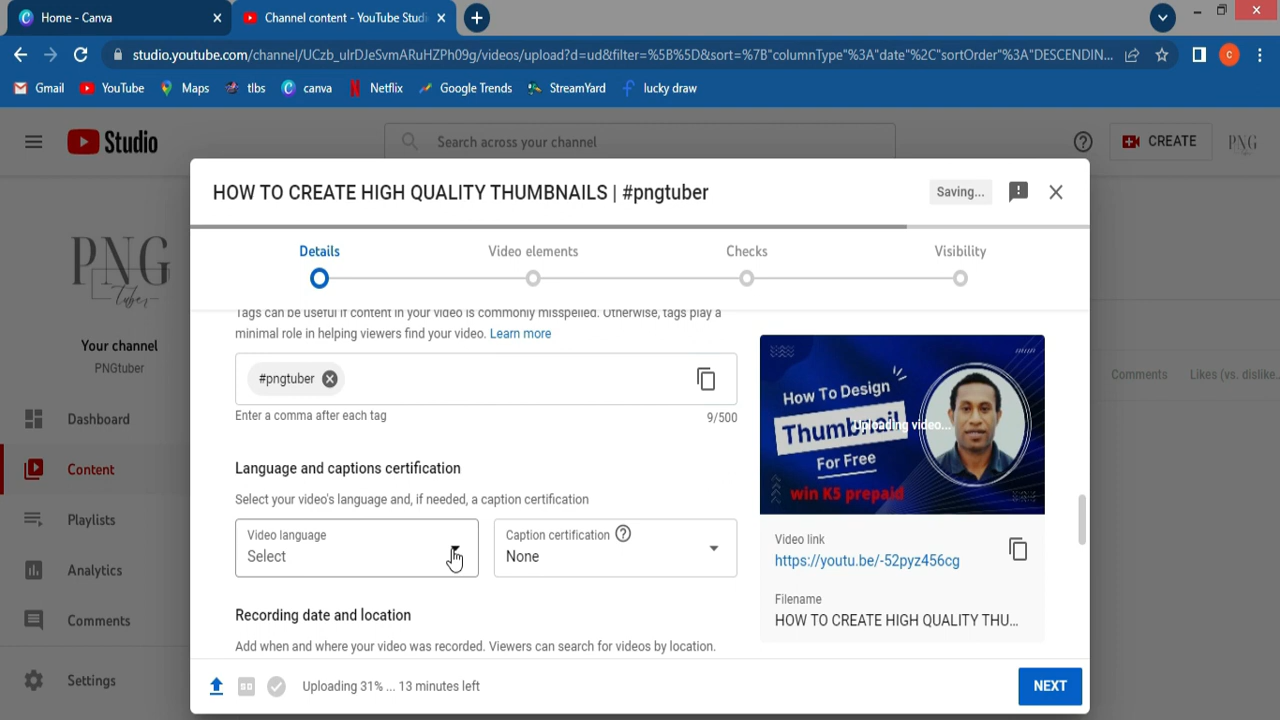 Home - Canva
Channel content - YouTube Studi
studio.youtube.com/channel/UCzb_ulrDJeSvmARuHZPh09g/videos/upload?d=ud&filter=%5B%5D&sort=%7B"columnType"%3A"date"%2C"sortOrder"%3A"DESCENDIN...
C
Gmail
YouTube
Maps
tlbs
canva
Netflix
Google Trends
StreamYard
lucky draw
Studio
Search across your channel
CREATE
PNG
HOW TO CREATE HIGH QUALITY THUMBNAILS | #pngtuber
Saving...
Details
Video elements
Checks
Visibility
PNG
tuber
Your channel
PNGtuber
Dashboard
Content
Playlists
Analytics
Comments
Settings
Tags can be useful if content in your video is commonly misspelled. Otherwise, tags play a
minimal role in helping viewers find your video. Learn more
#pngtuber
Enter a comma after each tag
9/500
Language and captions certification
Select your video's language and, if needed, a caption certification
Video language
Select
Caption certification
None
Recording date and location
Add when and where your video was recorded. Viewers can search for videos by location.
How To Design
Thumbnail
Uploading video...
For Free
win K5 prepaid
Video link
https://youtu.be/-52pyz456cg
Filename
HOW TO CREATE HIGH QUALITY THU...
Comments
Likes (vs. dislike...
Uploading 31% ... 13 minutes left
NEXT